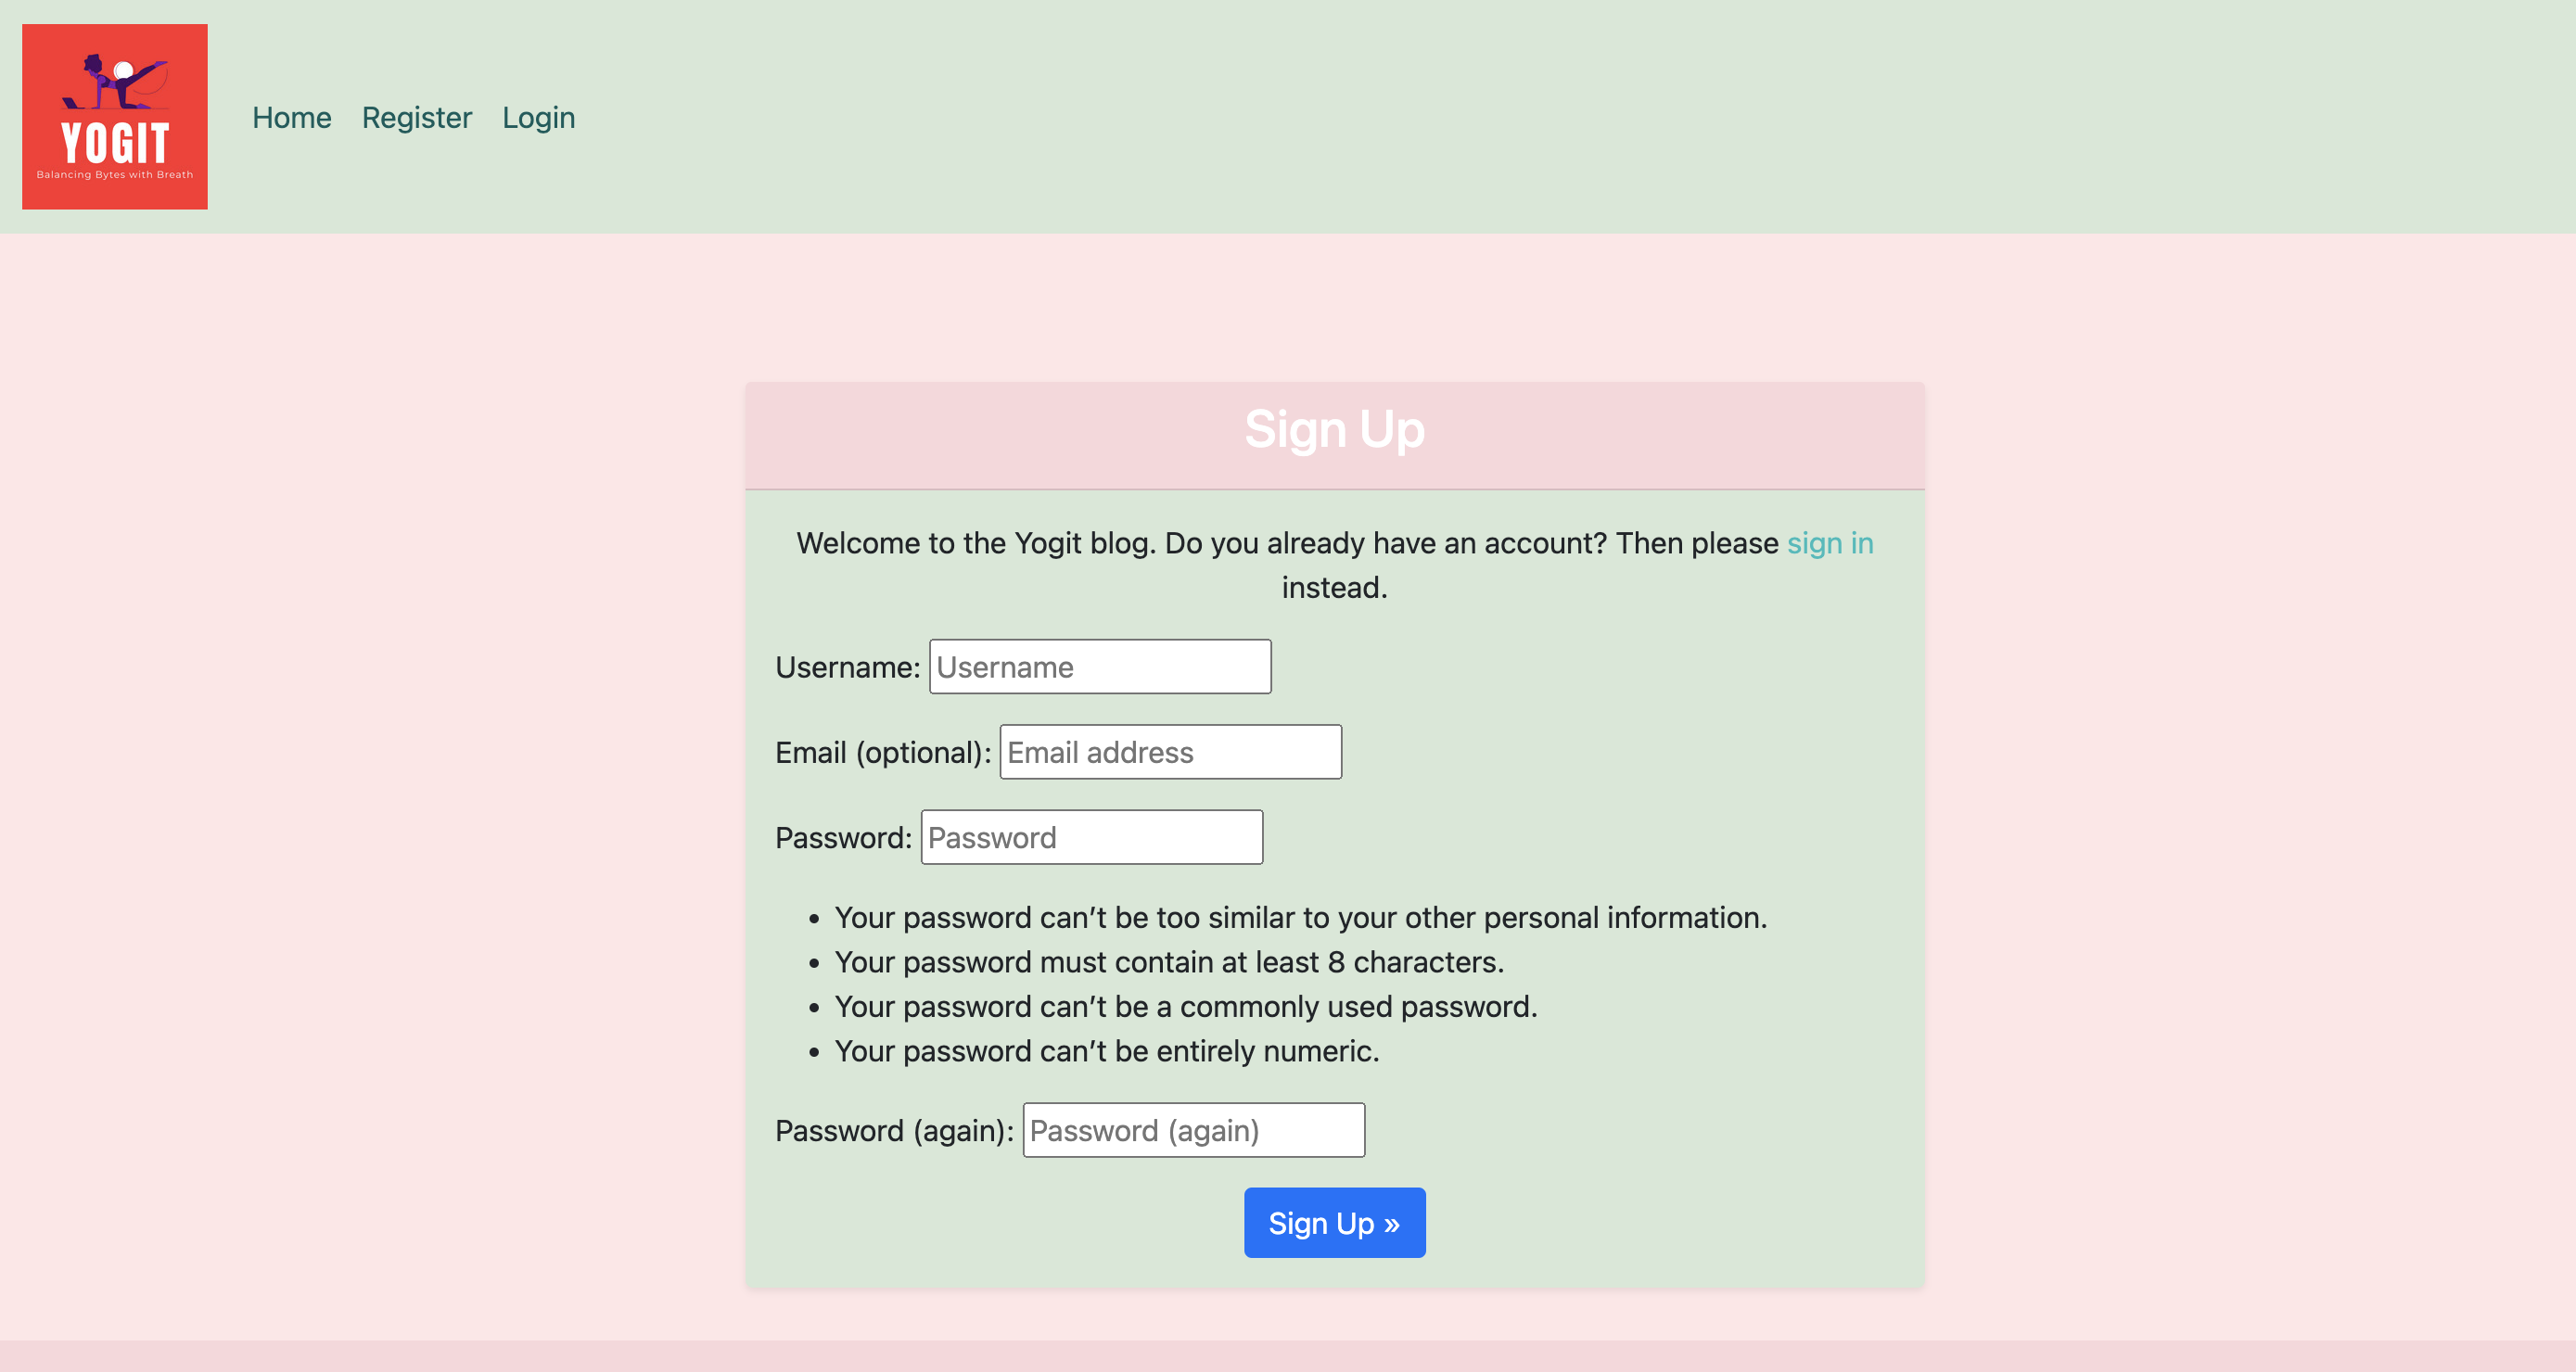 YOGIT
Balancing Bytes with Breath
Home Register Login
Sign Up
Welcome to the Yogit blog. Do you already have an account? Then please sign in
instead.
Username: Username
Email (optional): Email address
Password: Password
• Your password can’t be too similar to your other personal information.
• Your password must contain at least 8 characters.
• Your password can’t be a commonly used password.
• Your password can’t be entirely numeric.
Password (again): Password (again)
Sign Up »